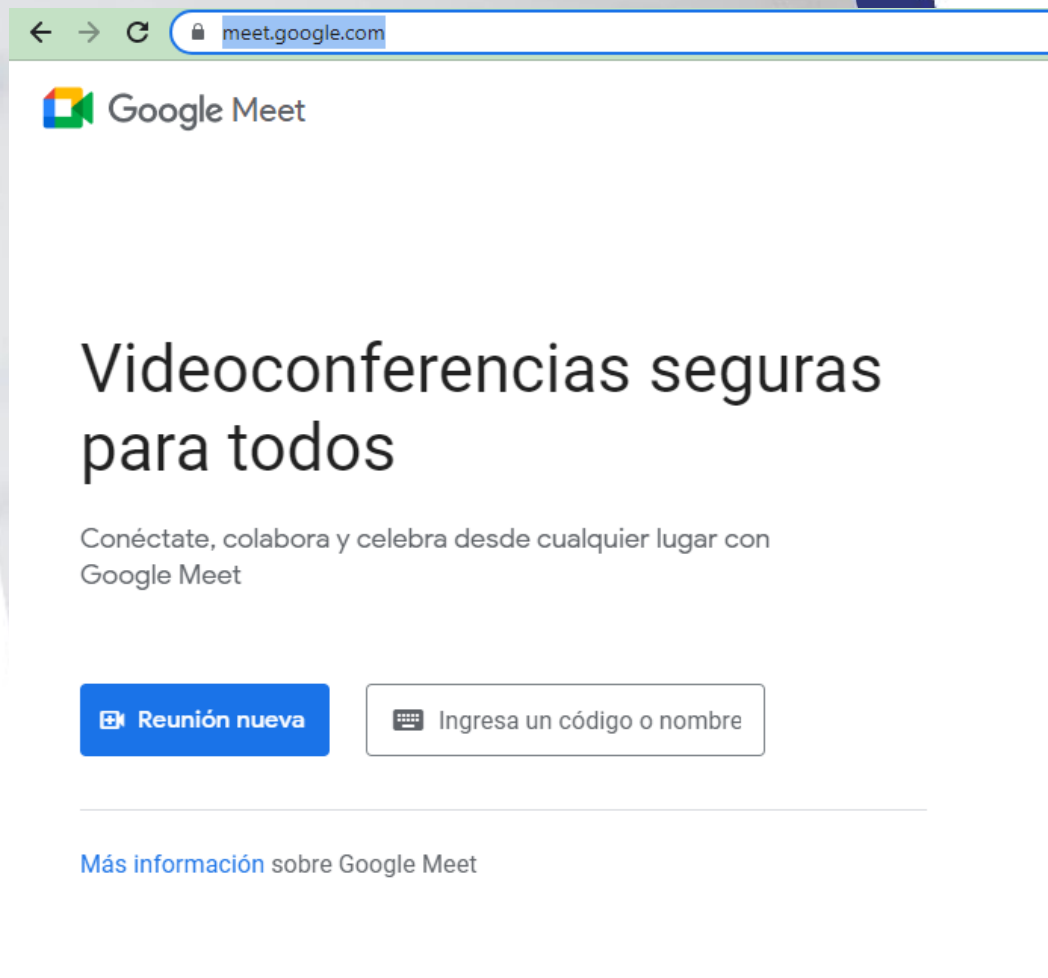 meet.google.com
Google Meet
Videoconferencias seguras
para todos
Conéctate, colabora y celebra desde cualquier lugar con
Google Meet
Reunión nueva
Ingresa un código o nombre
Más información sobre Google Meet